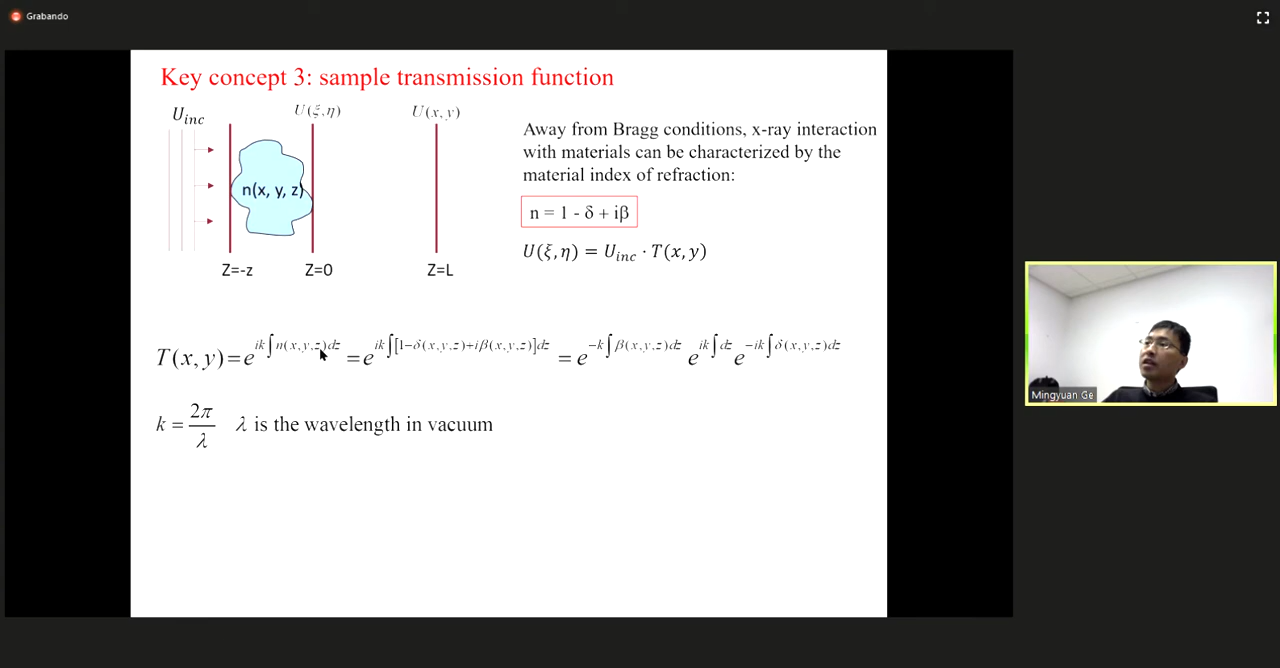 Grabando
Key concept 3: sample transmission function
U_inc
U(ξ,η)
U(x, y)
n(x, y, z)
Z=-z
Z=0
Z=L
Away from Bragg conditions, x-ray interaction
with materials can be characterized by the
material index of refraction:
n = 1 - δ + iβ
U(ξ, η) = U_inc · T(x, y)
T(x, y) = e^{ik∫n(x,y,z)dz} = e^{ik∫[1−δ(x,y,z)+iβ(x,y,z)]dz} = e^{−k∫β(x,y,z)dz} e^{ik∫dz} e^{−ik∫δ(x,y,z)dz}
k = 2π/λ λ is the wavelength in vacuum
Mingyuan Ge